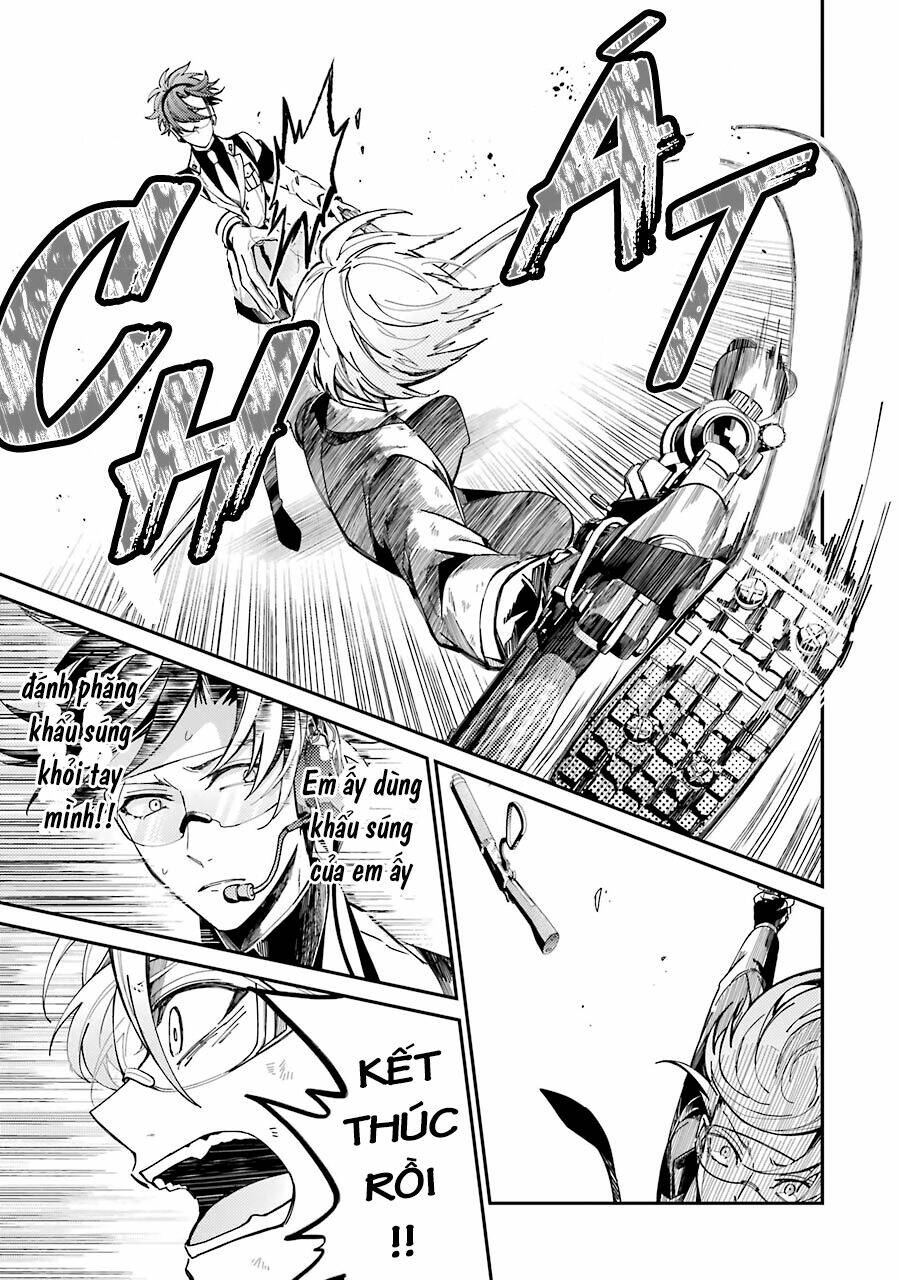 CHÁT
Em ấy dùng
khẩu súng
của em ấy
đánh phăng
khẩu súng
khỏi tay
mình!!
KẾT
THÚC
RỒI
!!